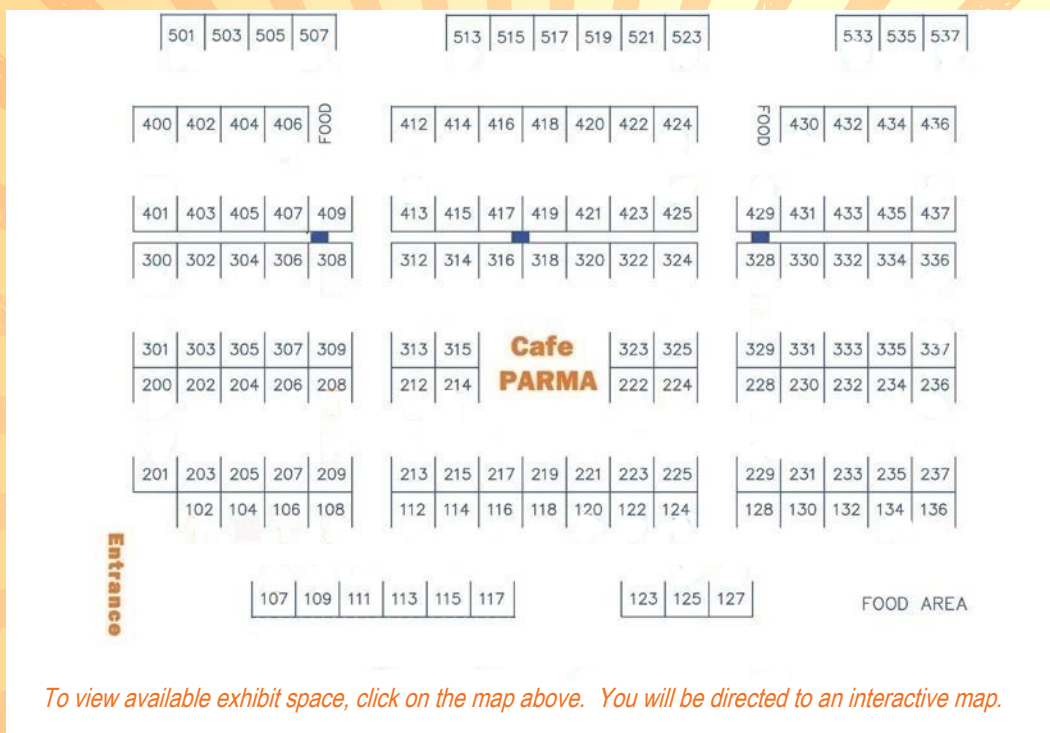 501 503 505 507 513 515 517 519 521 523 533 535 537
400 402 404 406 FOOD 412 414 416 418 420 422 424 FOOD 430 432 434 436
401 403 405 407 409 413 415 417 419 421 423 425 429 431 433 435 437
300 302 304 306 308 312 314 316 318 320 322 324 328 330 332 334 336
301 303 305 307 309 313 315 Cafe 323 325 329 331 333 335 337
200 202 204 206 208 212 214 PARMA 222 224 228 230 232 234 236
201 203 205 207 209 213 215 217 219 221 223 225 229 231 233 235 237
102 104 106 108 112 114 116 118 120 122 124 128 130 132 134 136
Entrance
107 109 111 113 115 117 123 125 127 FOOD AREA
To view available exhibit space, click on the map above. You will be directed to an interactive map.